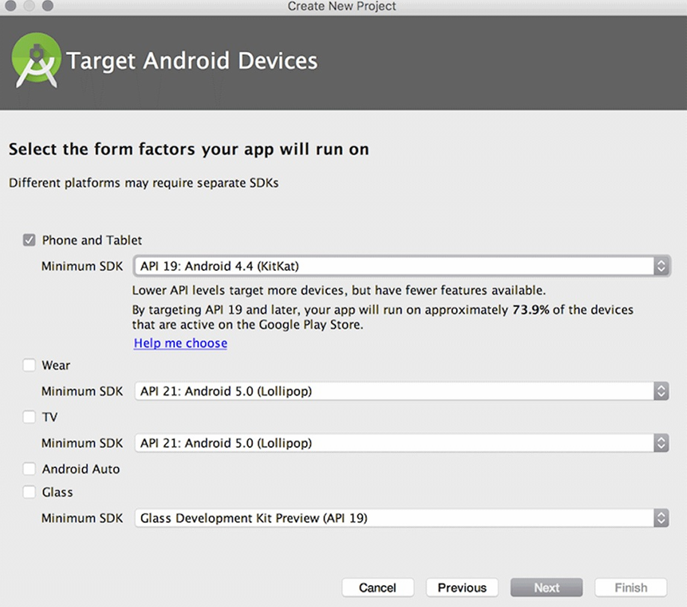 Create New Project
Target Android Devices
Select the form factors your app will run on
Different platforms may require separate SDKs
Phone and Tablet
Minimum SDK API 19: Android 4.4 (KitKat)
Lower API levels target more devices, but have fewer features available.
By targeting API 19 and later, your app will run on approximately 73.9% of the devices
that are active on the Google Play Store.
Help me choose
Wear
Minimum SDK API 21: Android 5.0 (Lollipop)
TV
Minimum SDK API 21: Android 5.0 (Lollipop)
Android Auto
Glass
Minimum SDK Glass Development Kit Preview (API 19)
Cancel Previous Next Finish